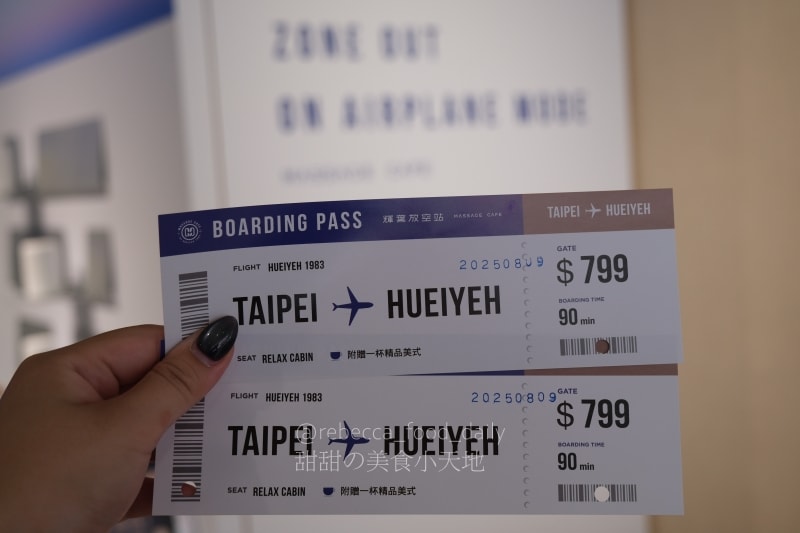 ZONE OUT
ON AIRPLANE MODE
MASSAGE CAFE
BOARDING PASS 輝葉放空站 MASSAGE CAFE TAIPEI HUEIYEH
FLIGHT HUEIYEH 1983 20250809 GATE
$ 799
TAIPEI HUEIYEH
BOARDING TIME
90 min
SEAT RELAX CABIN 附贈一杯精品美式
FLIGHT HUEIYEH 1983 20250809 GATE
$ 799
TAIPEI HUEIYEH
@rebecca_food_daily
甜甜の美食小天地
BOARDING TIME
90 min
SEAT RELAX CABIN 附贈一杯精品美式